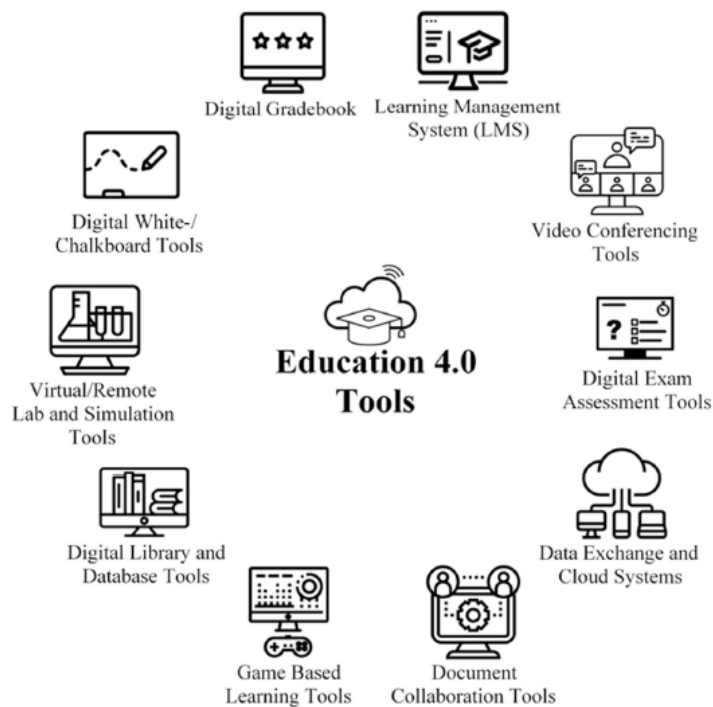 Digital Gradebook
Learning Management
System (LMS)
Video Conferencing
Tools
Digital Exam
Assessment Tools
Data Exchange and
Cloud Systems
Document
Collaboration Tools
Game Based
Learning Tools
Digital Library and
Database Tools
Virtual/Remote
Lab and Simulation
Tools
Digital White-/
Chalkboard Tools
Education 4.0
Tools
?